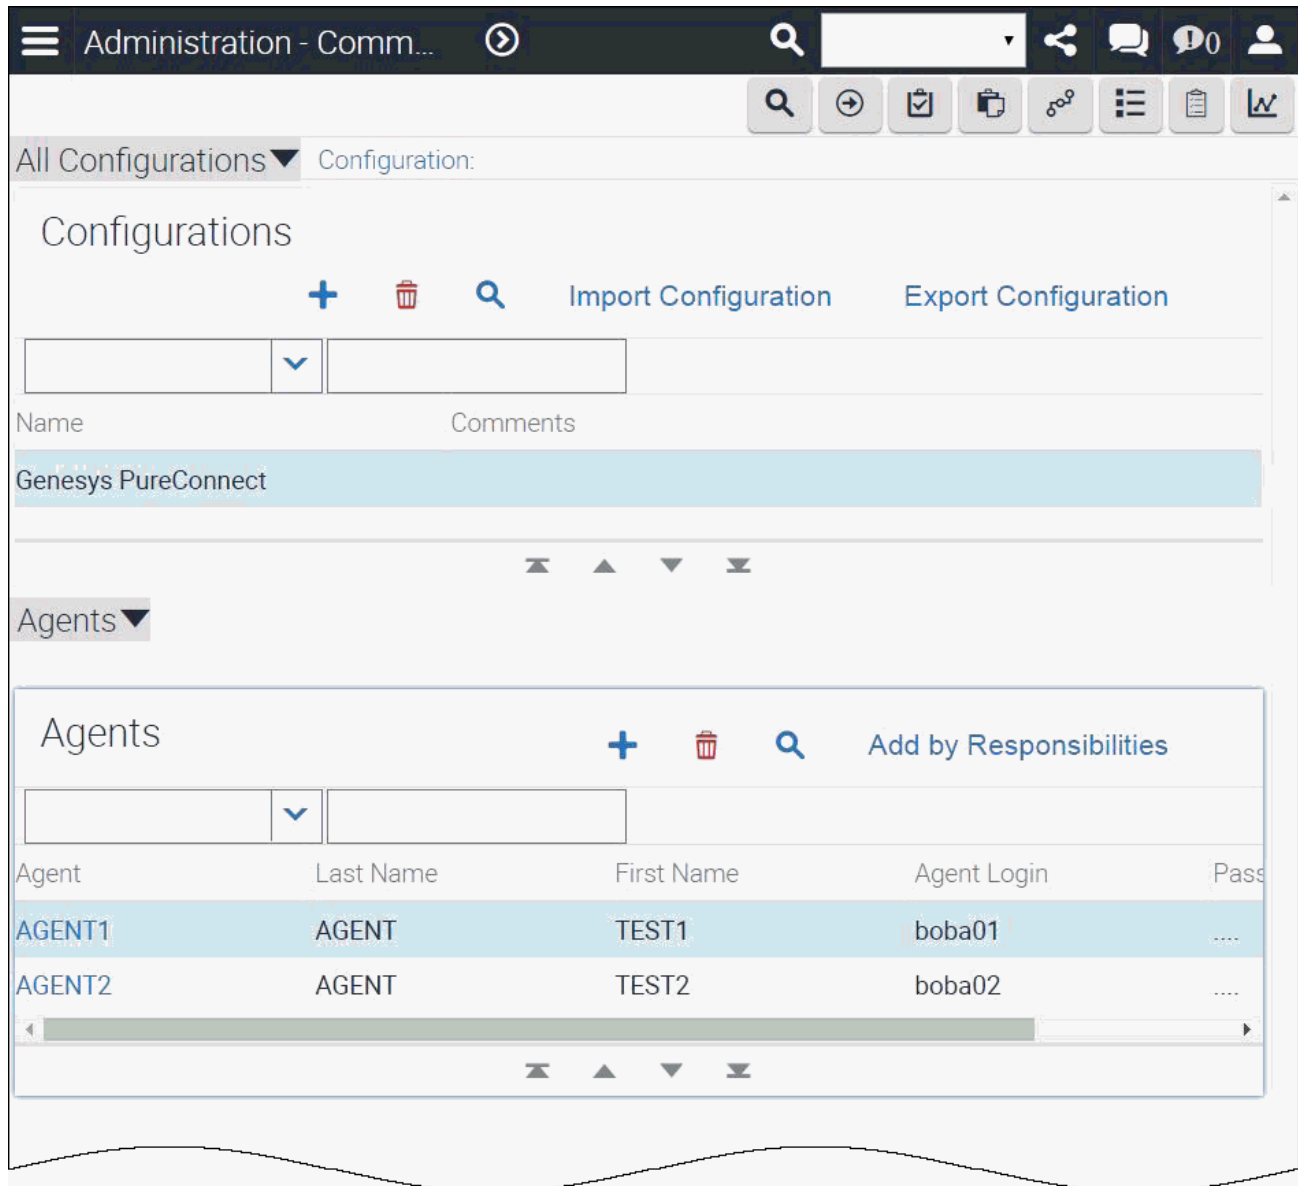 Administration - Comm...
0
All Configurations Configuration:
Configurations
Import Configuration Export Configuration
Name Comments
Genesys PureConnect
Agents
Agents
Add by Responsibilities
Agent Last Name First Name Agent Login Pass
AGENT1 AGENT TEST1 boba01 ....
AGENT2 AGENT TEST2 boba02 ....